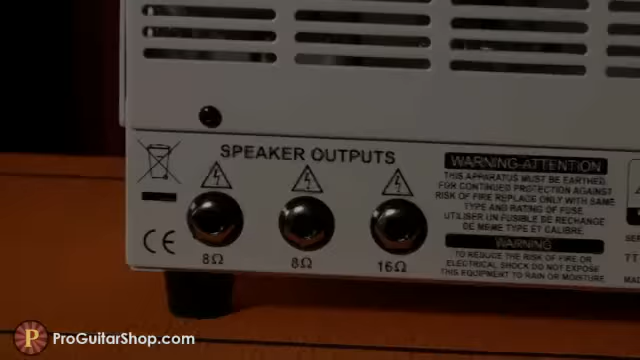 SPEAKER OUTPUTS
8Ω
8Ω
16Ω
CE
WARNING-ATTENTION
THIS APPARATUS MUST BE EARTHED
FOR CONTINUED PROTECTION AGAINST
RISK OF FIRE REPLACE ONLY WITH SAME
TYPE AND RATING OF FUSE
UTILISER UN FUSIBLE DE RECHANGE
DE MEME TYPE ET CALIBRE
WARNING
TO REDUCE THE RISK OF FIRE OR
ELECTRICAL SHOCK DO NOT EXPOSE
THIS EQUIPMENT TO RAIN OR MOISTURE
P ProGuitarShop.com